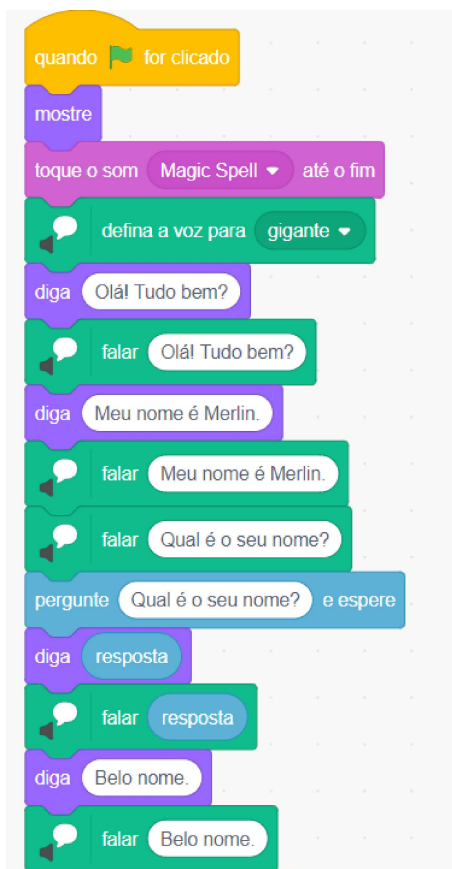 quando for clicado
mostre
toque o som Magic Spell até o fim
defina a voz para gigante
diga Olá! Tudo bem?
falar Olá! Tudo bem?
diga Meu nome é Merlin.
falar Meu nome é Merlin.
falar Qual é o seu nome?
pergunte Qual é o seu nome? e espere
diga resposta
falar resposta
diga Belo nome.
falar Belo nome.